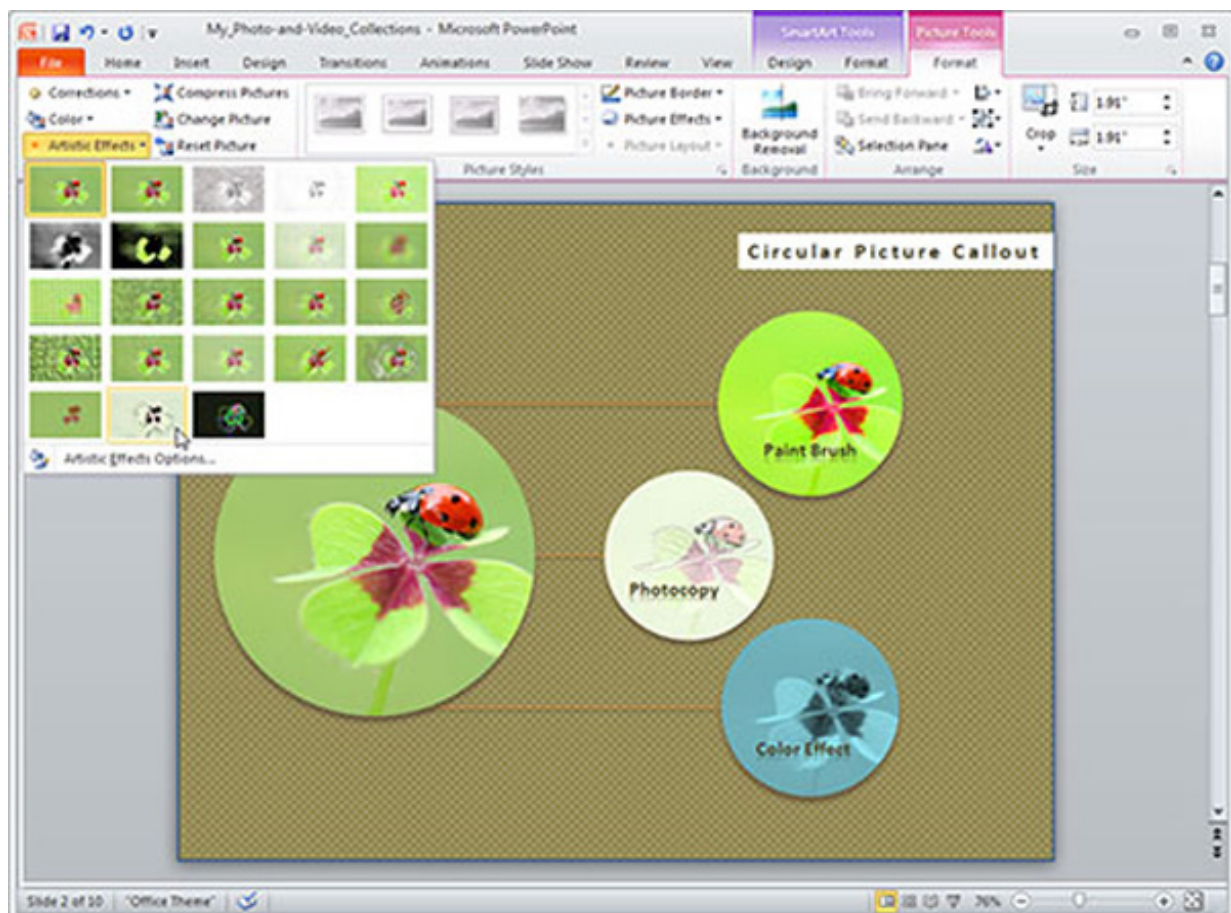 My_Photo-and-Video_Collections - Microsoft PowerPoint
SmartArt Tools
Picture Tools
File Home Insert Design Transitions Animations Slide Show Review View Design Format Format
Corrections
Compress Pictures
Picture Border
Bring Forward
1.91"
Color
Change Picture
Picture Effects
Send Backward
1.91"
Artistic Effects
Reset Picture
Picture Layout
Background Removal
Selection Pane
Crop
Picture Styles
Background
Arrange
Size
Artistic Effects Options...
Circular Picture Callout
Paint Brush
Photocopy
Color Effect
Slide 2 of 10
"Office Theme"
76%